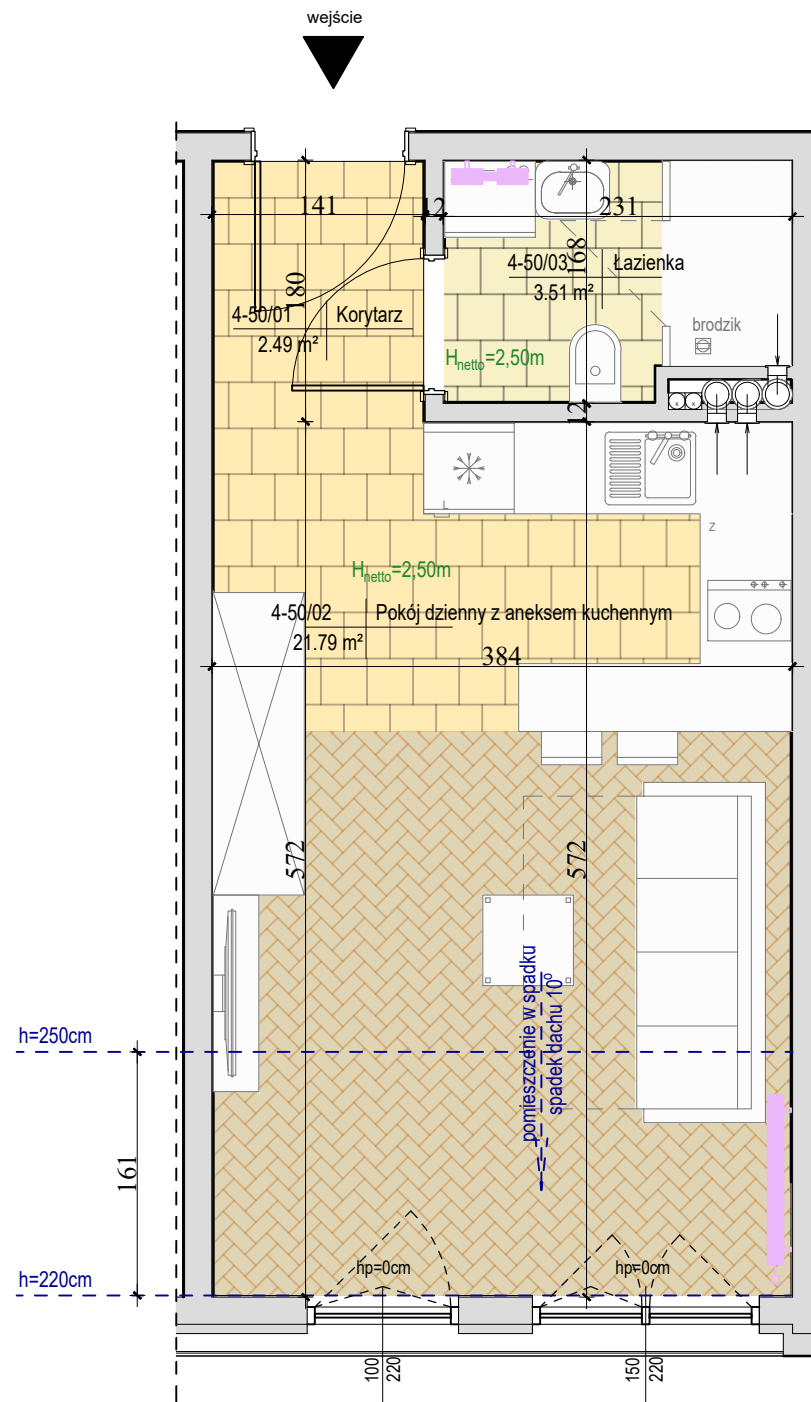 wejście
141
12
231
168
4-50/03 Łazienka
3.51 m²
180
4-50/01 Korytarz
2.49 m²
brodzik
Hnetto=2,50m
K K
12
L
Z
Hnetto=2,50m
4-50/02 Pokój dzienny z aneksem kuchennym
21.79 m²
384
572
572
pomieszczenie w spadku
spadek dachu 10°
h=250cm
161
h=220cm
hp=0cm
hp=0cm
100
220
150
220